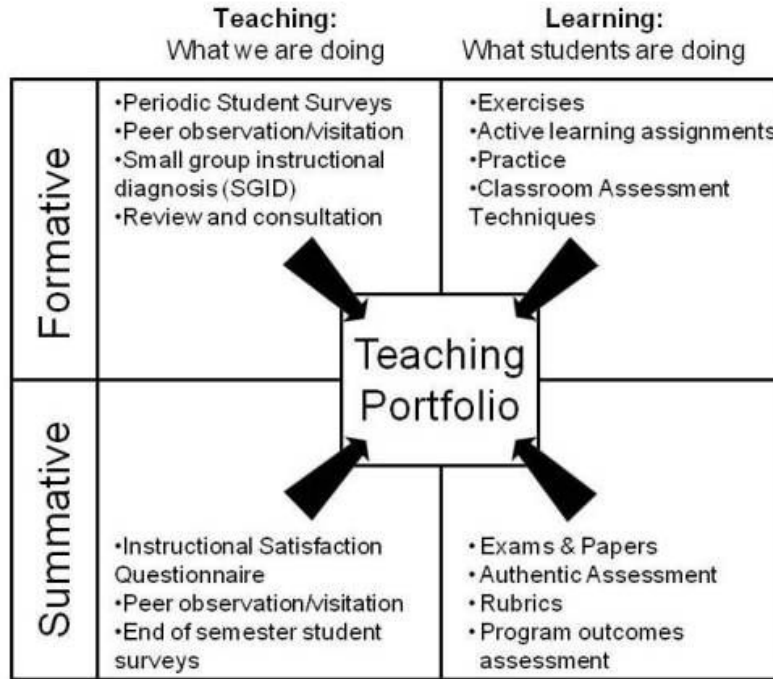 Teaching:
What we are doing
Learning:
What students are doing
Formative
•Periodic Student Surveys
•Peer observation/visitation
•Small group instructional
diagnosis (SGID)
•Review and consultation
•Exercises
•Active learning assignments
•Practice
•Classroom Assessment
Techniques
Teaching
Portfolio
Summative
•Instructional Satisfaction
Questionnaire
•Peer observation/visitation
•End of semester student
surveys
• Exams & Papers
• Authentic Assessment
• Rubrics
• Program outcomes
assessment